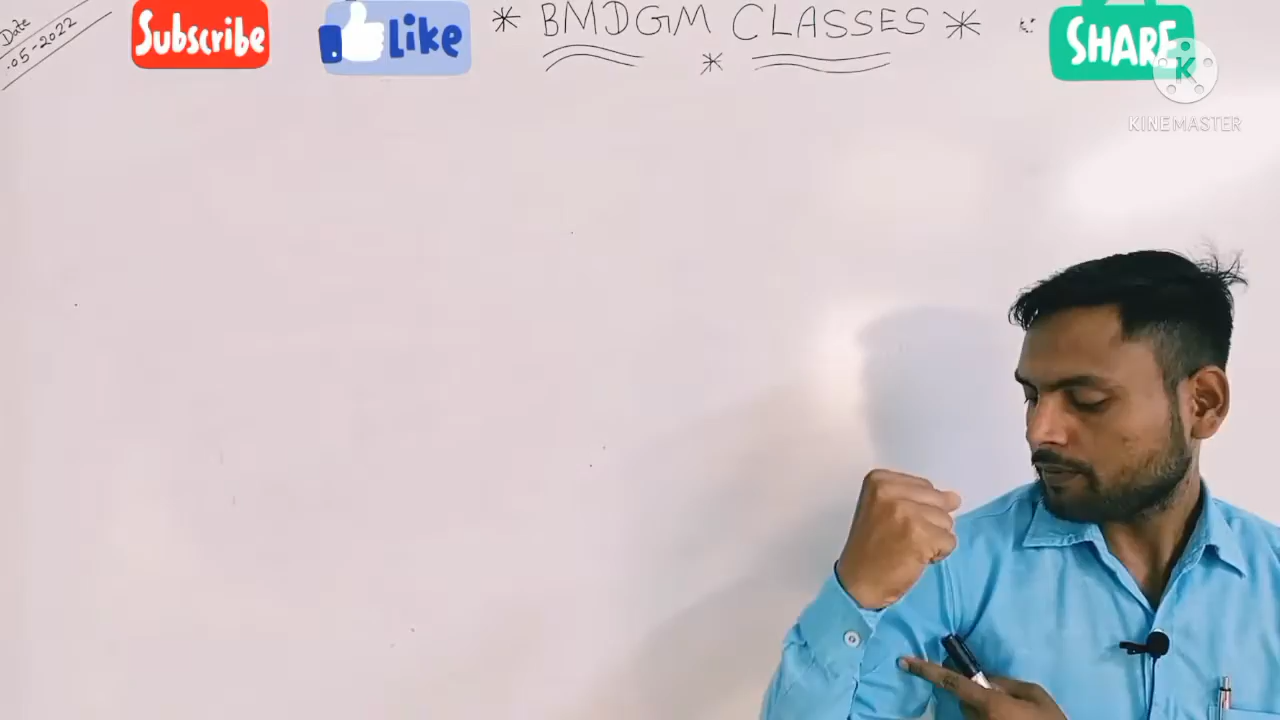 Date
.05-2022
Subscribe
Like
* BMDGM CLASSES *
SHARE
K
KINEMASTER